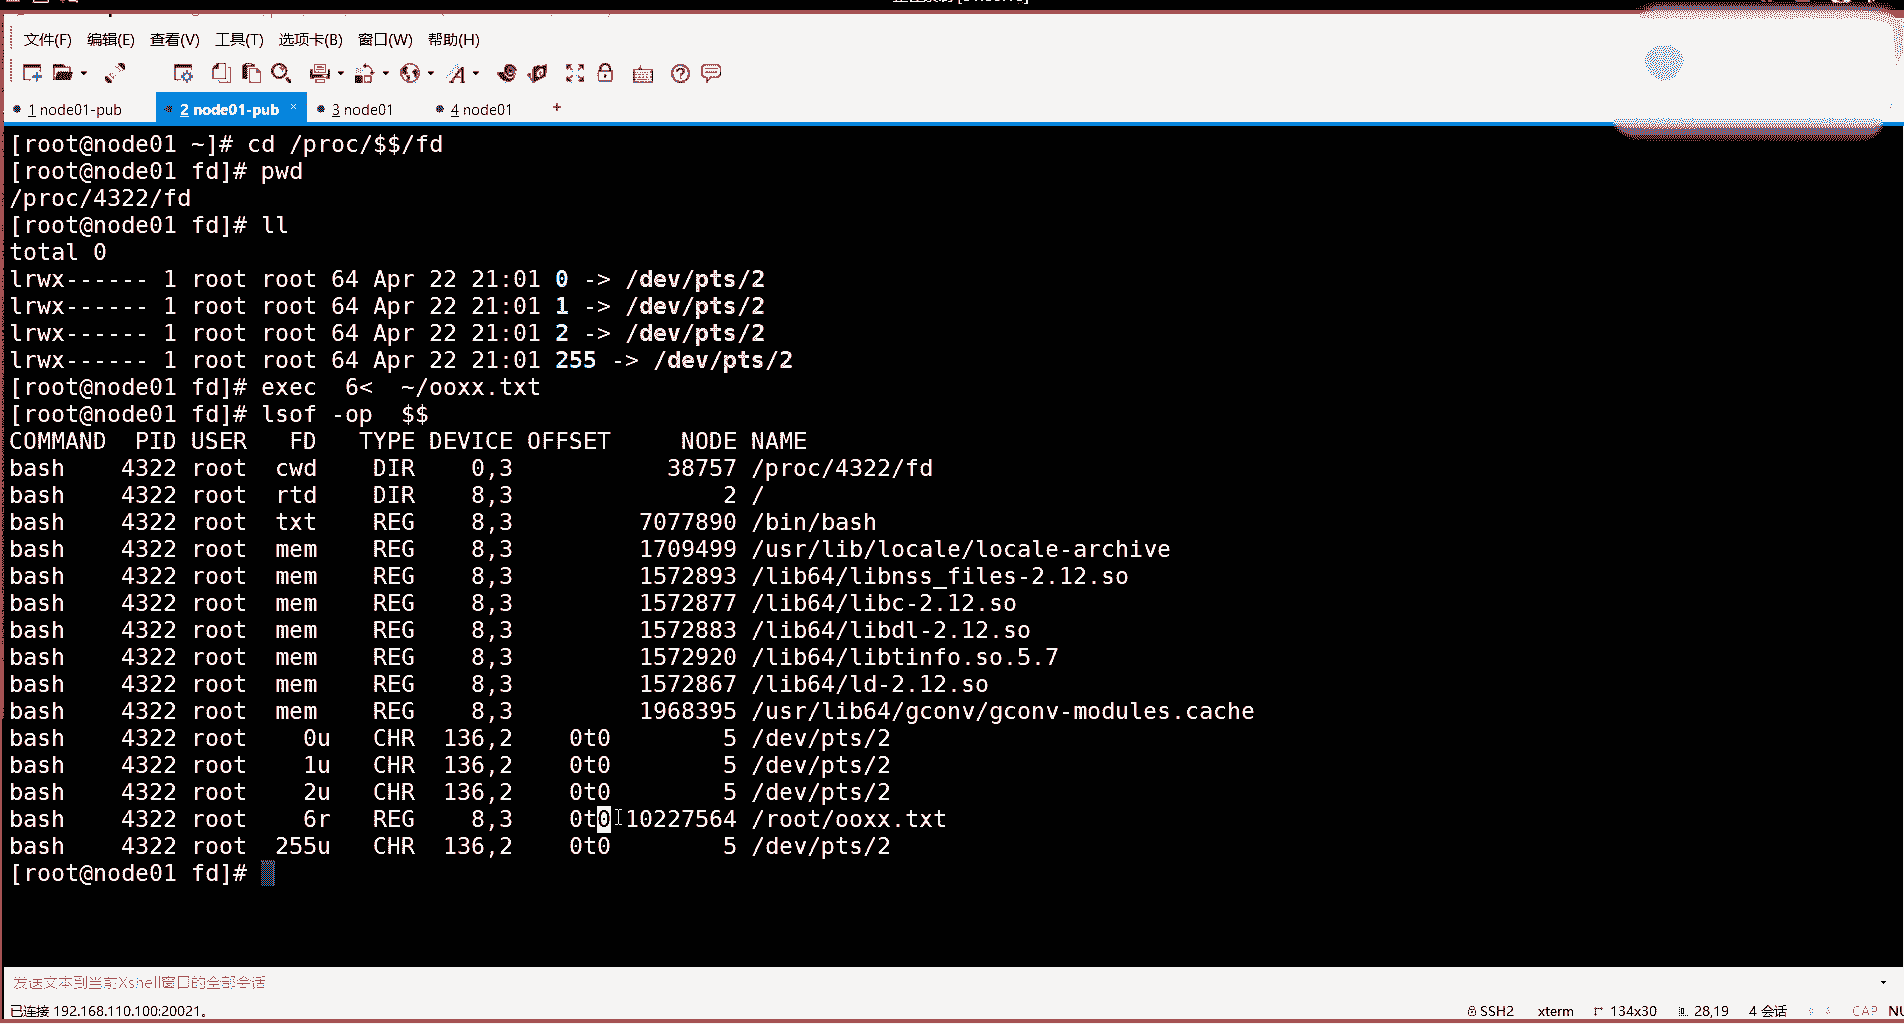 文件(F) 编辑(E) 查看(V) 工具(T) 选项卡(B) 窗口(W) 帮助(H)
1 node01-pub 2 node01-pub × 3 node01 4 node01 +
[root@node01 ~]# cd /proc/$$/fd
[root@node01 fd]# pwd
/proc/4322/fd
[root@node01 fd]# ll
total 0
lrwx------ 1 root root 64 Apr 22 21:01 0 -> /dev/pts/2
lrwx------ 1 root root 64 Apr 22 21:01 1 -> /dev/pts/2
lrwx------ 1 root root 64 Apr 22 21:01 2 -> /dev/pts/2
lrwx------ 1 root root 64 Apr 22 21:01 255 -> /dev/pts/2
[root@node01 fd]# exec  6<  ~/ooxx.txt
[root@node01 fd]# lsof -op  $$
COMMAND  PID USER   FD   TYPE DEVICE OFFSET     NODE NAME
bash    4322 root  cwd    DIR    0,3           38757 /proc/4322/fd
bash    4322 root  rtd    DIR    8,3               2 /
bash    4322 root  txt    REG    8,3         7077890 /bin/bash
bash    4322 root  mem    REG    8,3         1709499 /usr/lib/locale/locale-archive
bash    4322 root  mem    REG    8,3         1572893 /lib64/libnss_files-2.12.so
bash    4322 root  mem    REG    8,3         1572877 /lib64/libc-2.12.so
bash    4322 root  mem    REG    8,3         1572883 /lib64/libdl-2.12.so
bash    4322 root  mem    REG    8,3         1572920 /lib64/libtinfo.so.5.7
bash    4322 root  mem    REG    8,3         1572867 /lib64/ld-2.12.so
bash    4322 root  mem    REG    8,3         1968395 /usr/lib64/gconv/gconv-modules.cache
bash    4322 root    0u   CHR  136,2    0t0        5 /dev/pts/2
bash    4322 root    1u   CHR  136,2    0t0        5 /dev/pts/2
bash    4322 root    2u   CHR  136,2    0t0        5 /dev/pts/2
bash    4322 root    6r   REG    8,3    0t0 10227564 /root/ooxx.txt
bash    4322 root  255u   CHR  136,2    0t0        5 /dev/pts/2
[root@node01 fd]#
发送文本到当前Xshell窗口的全部会话
已连接 192.168.110.100:20021。 SSH2 xterm 134x30 28,19 4 会话 CAP